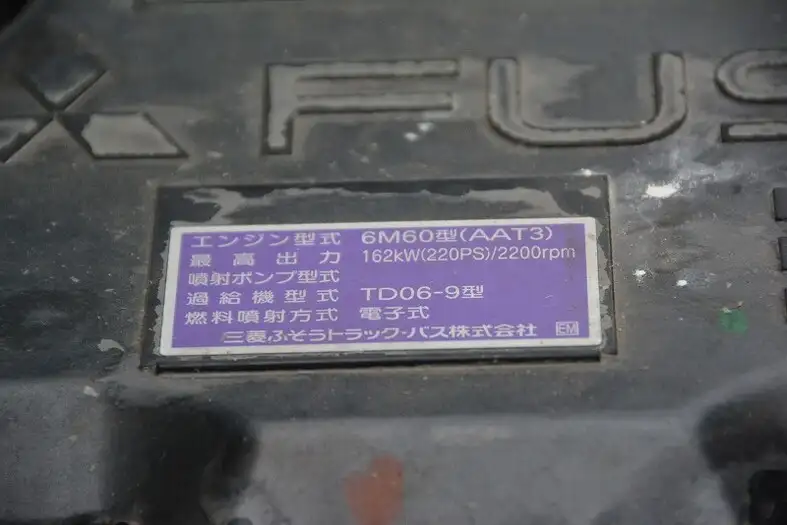 FUS
エンジン型式 6M60型(AAT3)
最高出力 162kW(220PS)/2200rpm
噴射ポンプ型式
過給機型式 TD06-9型
燃料噴射方式 電子式
三菱ふそうトラック・バス株式会社 EM